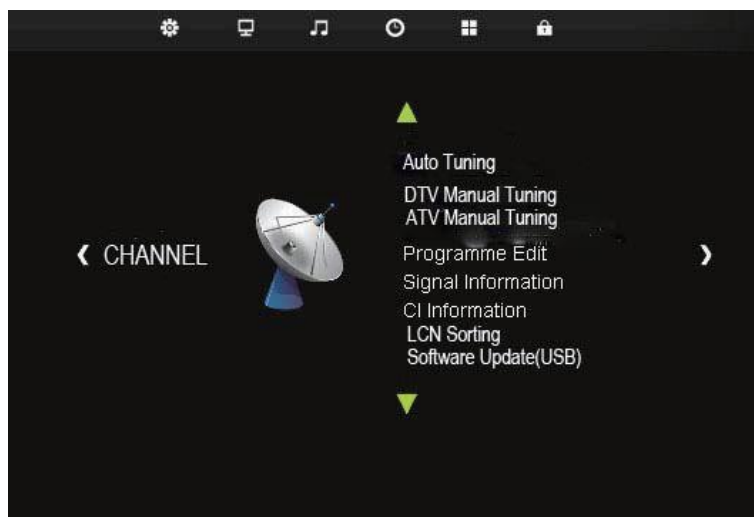 Auto Tuning
DTV Manual Tuning
ATV Manual Tuning
CHANNEL
Programme Edit
Signal Information
CI Information
LCN Sorting
Software Update(USB)